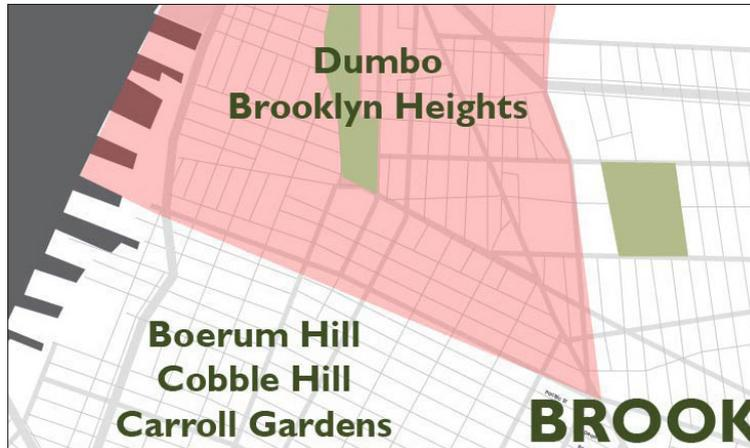 Dumbo
Brooklyn Heights
Boerum Hill
Cobble Hill
Carroll Gardens
BROOK